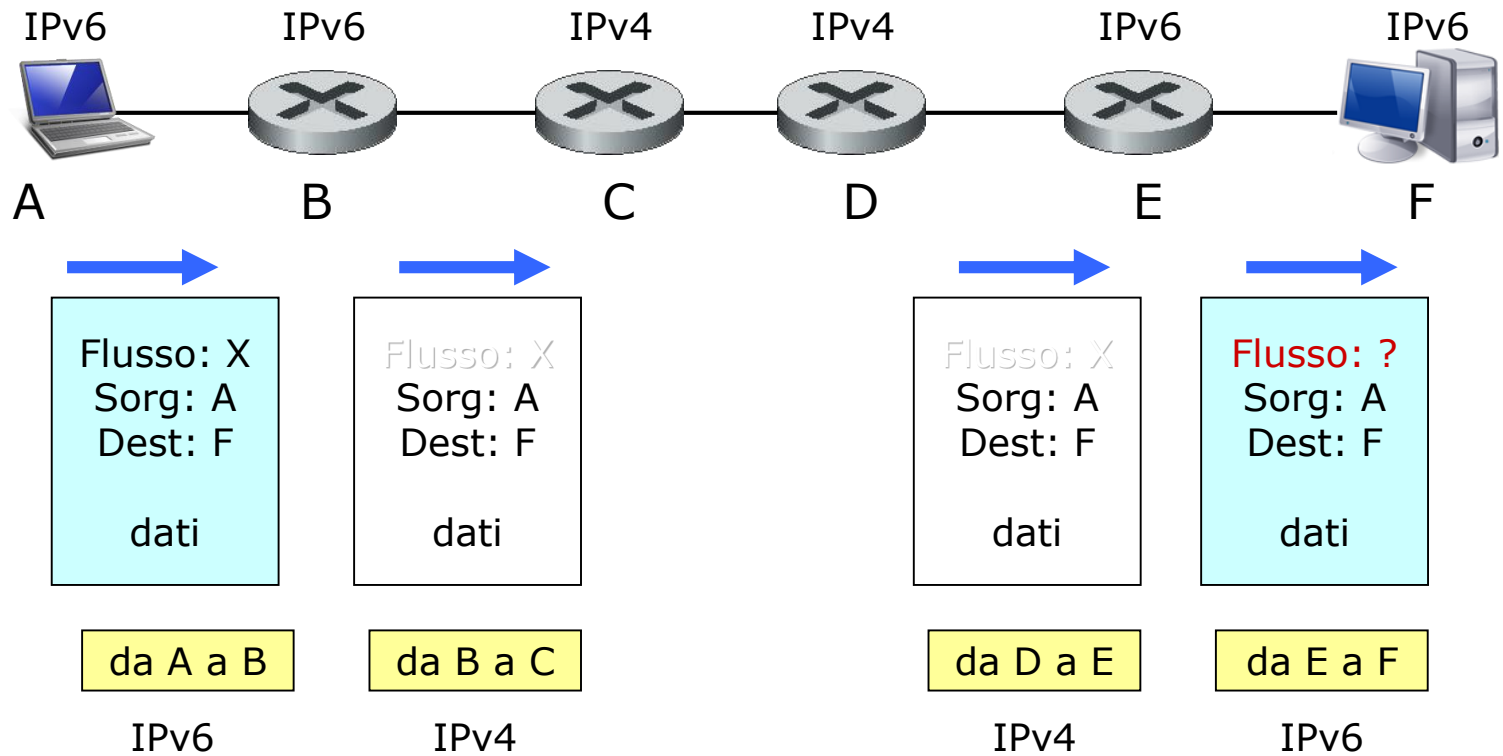 IPv6 IPv6 IPv4 IPv4 IPv6 IPv6
A B C D E F
Flusso: X
Sorg: A
Dest: F
dati
da A a B
IPv6
Flusso: X
Sorg: A
Dest: F
dati
da B a C
IPv4
Flusso: X
Sorg: A
Dest: F
dati
da D a E
IPv4
Flusso: ?
Sorg: A
Dest: F
dati
da E a F
IPv6